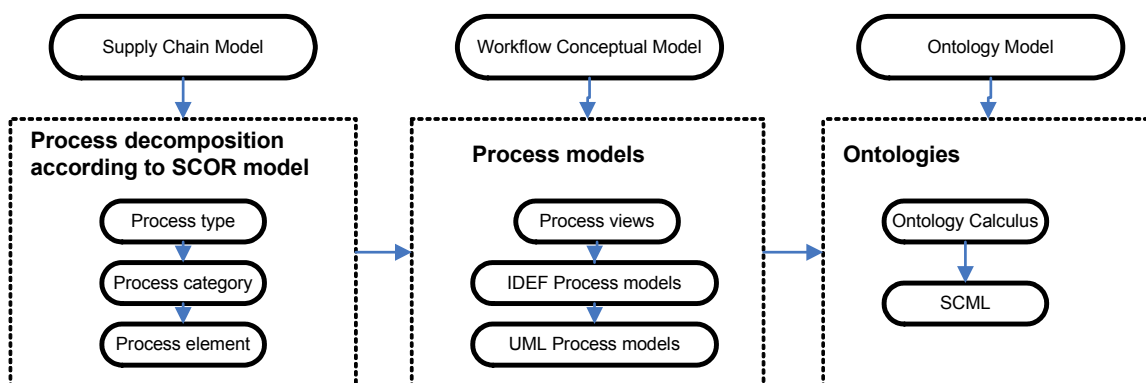 Supply Chain Model
Workflow Conceptual Model
Ontology Model
Process decomposition
according to SCOR model
Process type
Process category
Process element
Process models
Process views
IDEF Process models
UML Process models
Ontologies
Ontology Calculus
SCML